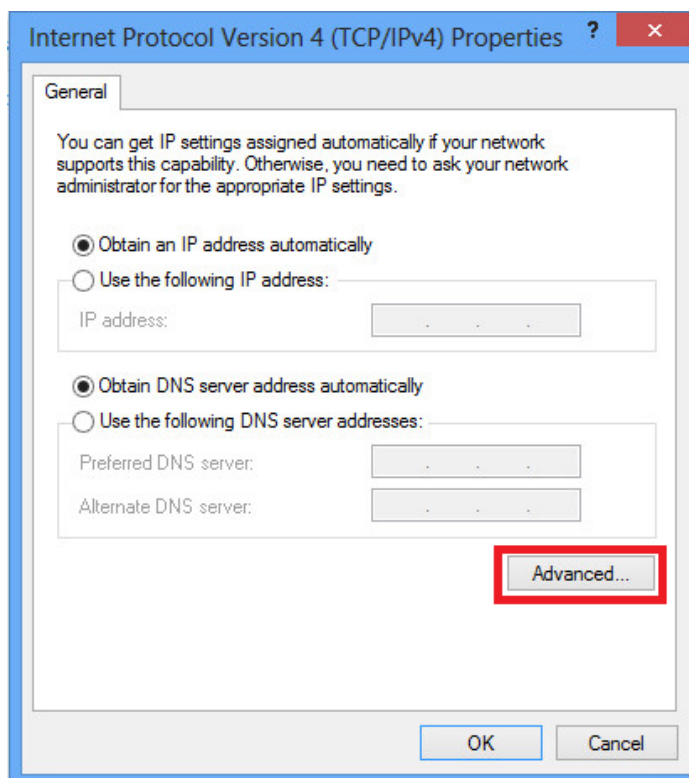 Internet Protocol Version 4 (TCP/IPv4) Properties ?
General
You can get IP settings assigned automatically if your network
supports this capability. Otherwise, you need to ask your network
administrator for the appropriate IP settings.
Obtain an IP address automatically
Use the following IP address:
IP address:
Obtain DNS server address automatically
Use the following DNS server addresses:
Preferred DNS server:
Alternate DNS server:
Advanced...
OK Cancel